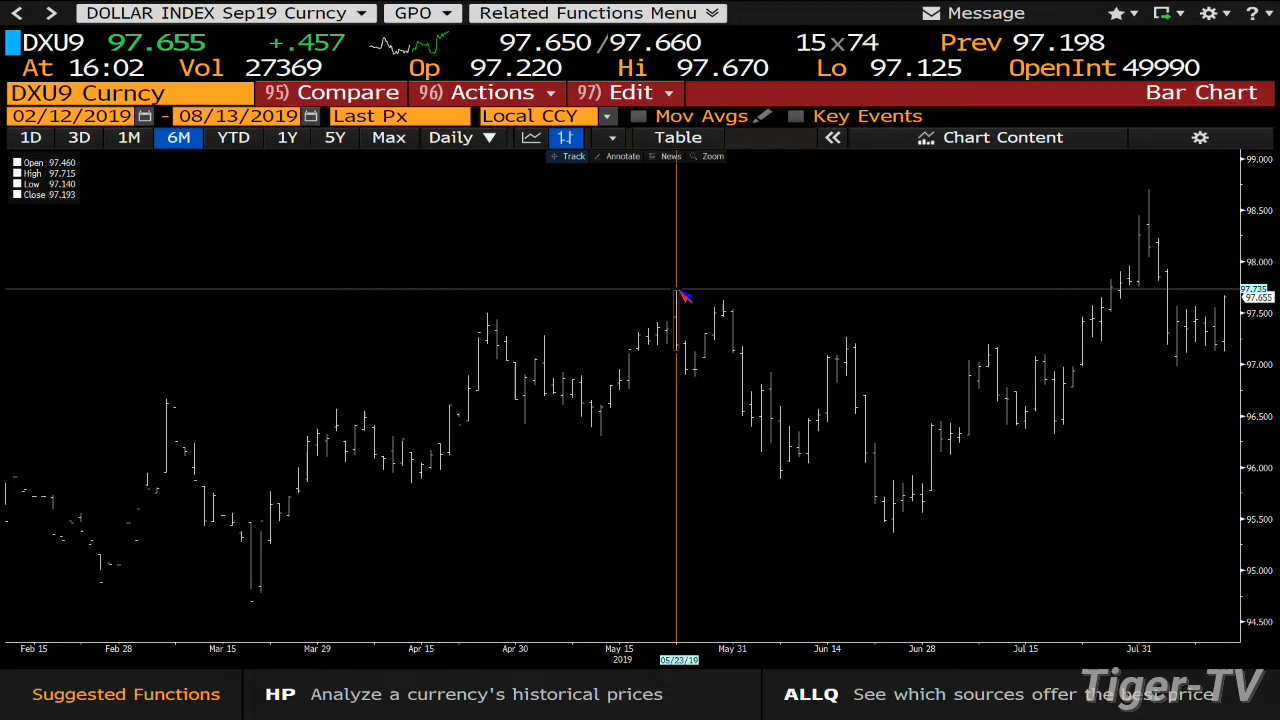 DOLLAR INDEX Sep19 Curncy GPO Related Functions Menu Message ?
DXU9 97.655 +.457 97.650 /97.660 15 x 74 Prev 97.198
At 16:02 Vol 27369 Op 97.220 Hi 97.670 Lo 97.125 OpenInt 49990
DXU9 Curncy 95) Compare 96) Actions 97) Edit Bar Chart
02/12/2019 - 08/13/2019 Last Px Local CCY Mov Avgs Key Events
1D 3D 1M 6M YTD 1Y 5Y Max Daily Table Chart Content
Track Annotate News Zoom
Open 97.460
High 97.715
Low 97.140
Close 97.193
99.000
98.500
98.000
97.735
97.655
97.500
97.000
96.500
96.000
95.500
95.000
94.500
Feb 15 Feb 28 Mar 15 Mar 29 Apr 15 Apr 30 May 15 May 31 Jun 14 Jun 28 Jul 15 Jul 31
2019 05/23/19
Suggested Functions HP Analyze a currency's historical prices ALLQ See which sources offer the best price
Tiger-TV